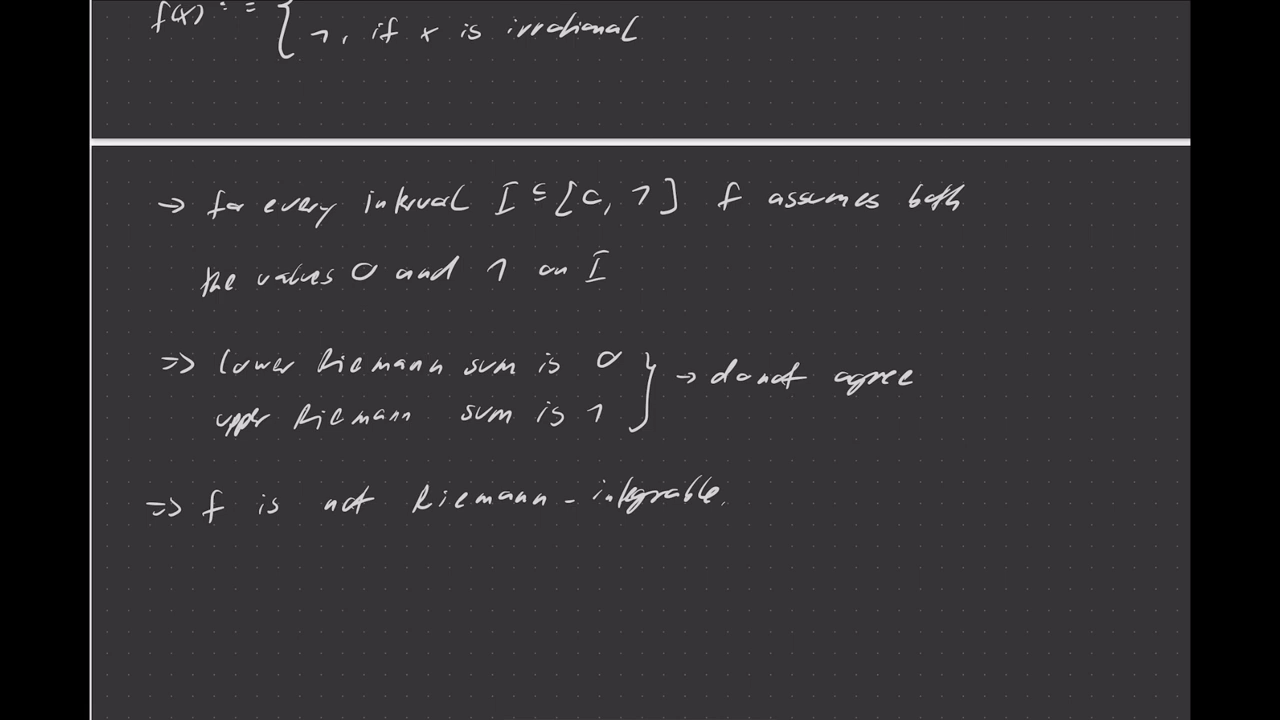 f(x) := { 1, if x is irrational
→ for every interval I ⊆ [0, 1] f assumes both
the values 0 and 1 on I
=> lower Riemann sum is 0 } → do not agree
upper Riemann sum is 1
=> f is not Riemann-integrable.